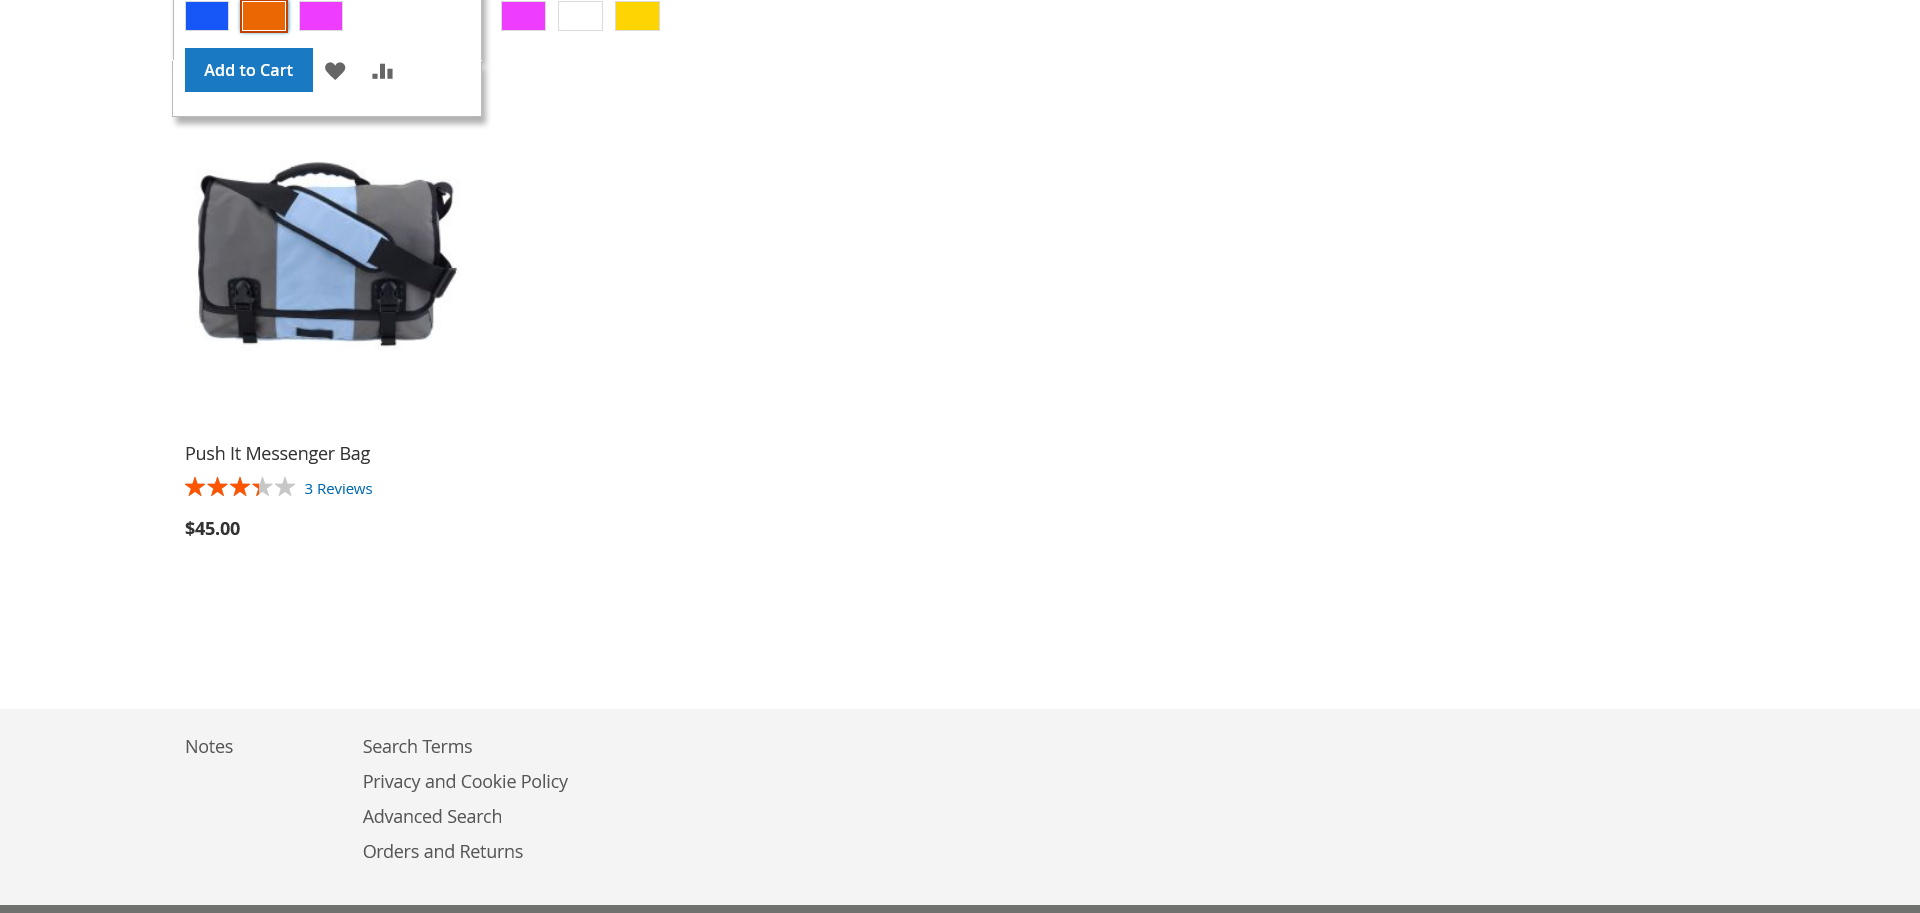 Add to Cart
Push It Messenger Bag
3 Reviews
$45.00
Notes
Search Terms
Privacy and Cookie Policy
Advanced Search
Orders and Returns